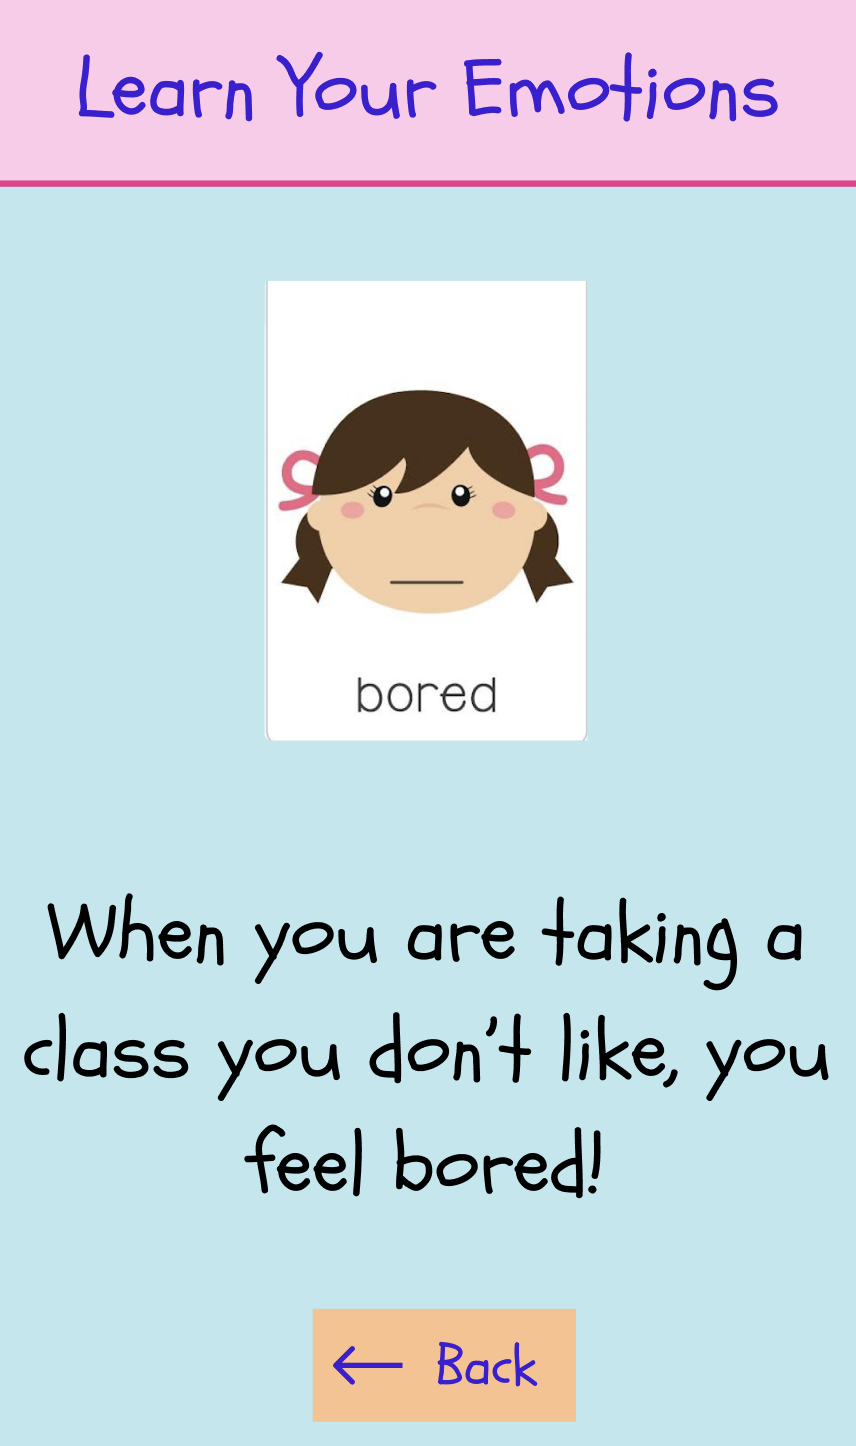 Learn Your Emotions
bored
When you are taking a
class you don't like, you
feel bored!
← Back